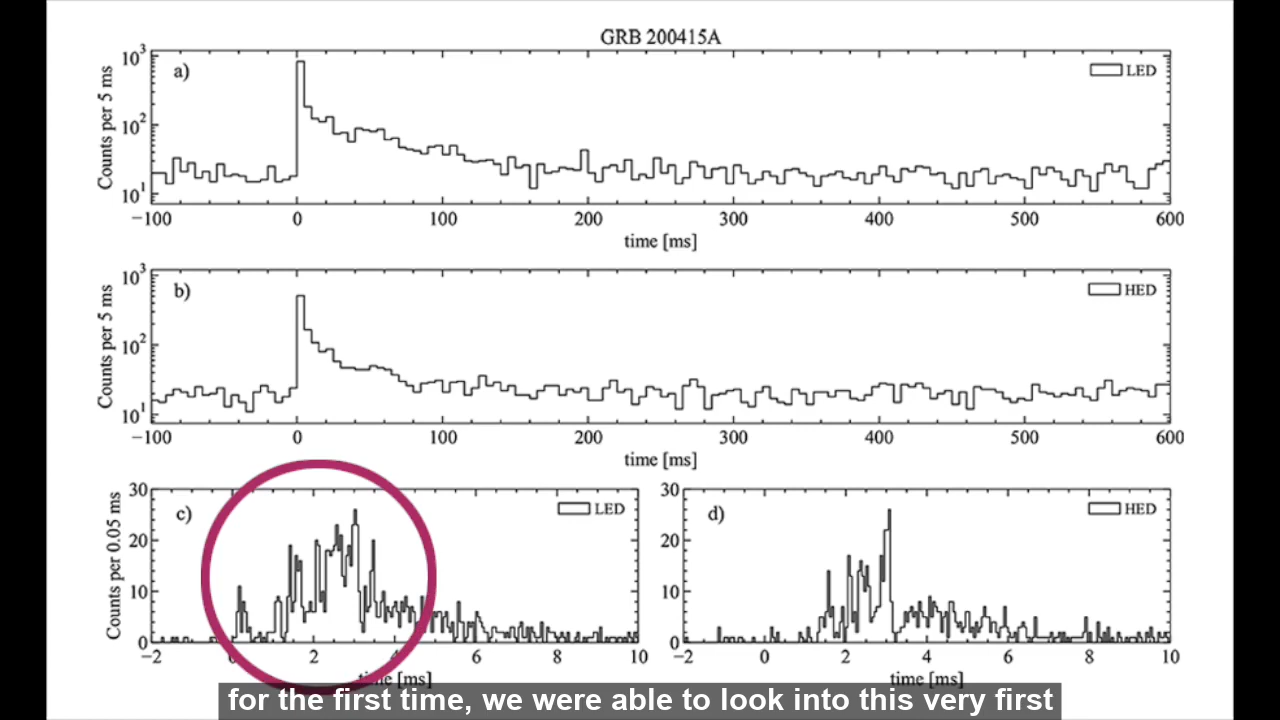 GRB 200415A
a)
LED
Counts per 5 ms
10³
10²
10¹
−100 0 100 200 300 400 500 600
time [ms]
b)
HED
Counts per 5 ms
10³
10²
10¹
−100 0 100 200 300 400 500 600
time [ms]
c)
LED
Counts per 0.05 ms
30
20
10
0
−2 0 2 4 6 8 10
time [ms]
d)
HED
30
20
10
0
−2 0 2 4 6 8 10
time [ms]
for the first time, we were able to look into this very first